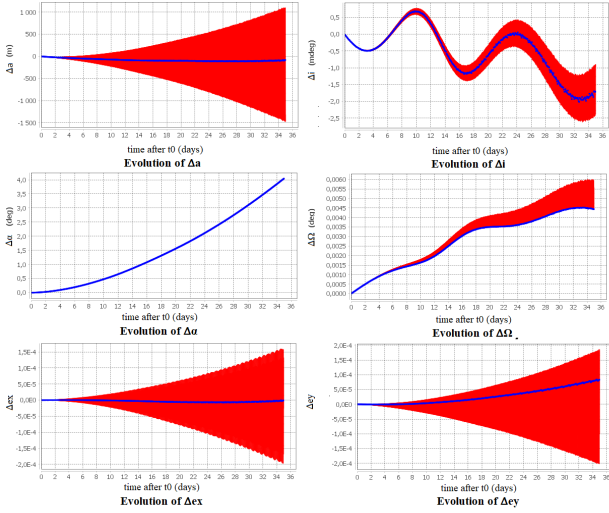 1 000
500
0
-500
-1 000
-1 500
Δa (m)
0 2 4 6 8 10 12 14 16 18 20 22 24 26 28 30 32 34 36
time after t0 (days)
Evolution of Δa
0,5
0,0
-0,5
-1,0
-1,5
-2,0
-2,5
Δi (mdeg)
0 2 4 6 8 10 12 14 16 18 20 22 24 26 28 30 32 34 36
time after t0 (days)
Evolution of Δi
4,0
3,5
3,0
2,5
2,0
1,5
1,0
0,5
0,0
Δα (deg)
0 2 4 6 8 10 12 14 16 18 20 22 24 26 28 30 32 34 36
time after t0 (days)
Evolution of Δα
0,0060
0,0055
0,0050
0,0045
0,0040
0,0035
0,0030
0,0025
0,0020
0,0015
0,0010
0,0005
0,0000
ΔΩ (deg)
0 2 4 6 8 10 12 14 16 18 20 22 24 26 28 30 32 34 36
time after t0 (days)
Evolution of ΔΩ
1,5E-4
1,0E-4
5,0E-5
0,0E0
-5,0E-5
-1,0E-4
-1,5E-4
-2,0E-4
Δex
0 2 4 6 8 10 12 14 16 18 20 22 24 26 28 30 32 34 36
time after t0 (days)
Evolution of Δex
2,0E-4
1,5E-4
1,0E-4
5,0E-5
0,0E0
-5,0E-5
-1,0E-4
-1,5E-4
-2,0E-4
Δey
0 2 4 6 8 10 12 14 16 18 20 22 24 26 28 30 32 34 36
time after t0 (days)
Evolution of Δey